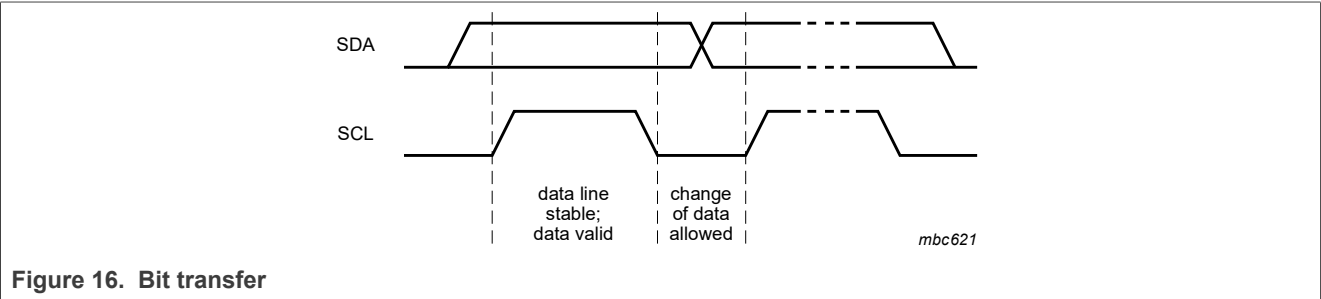 SDA
SCL
data line
stable;
data valid
change
of data
allowed
mbc621
Figure 16. Bit transfer